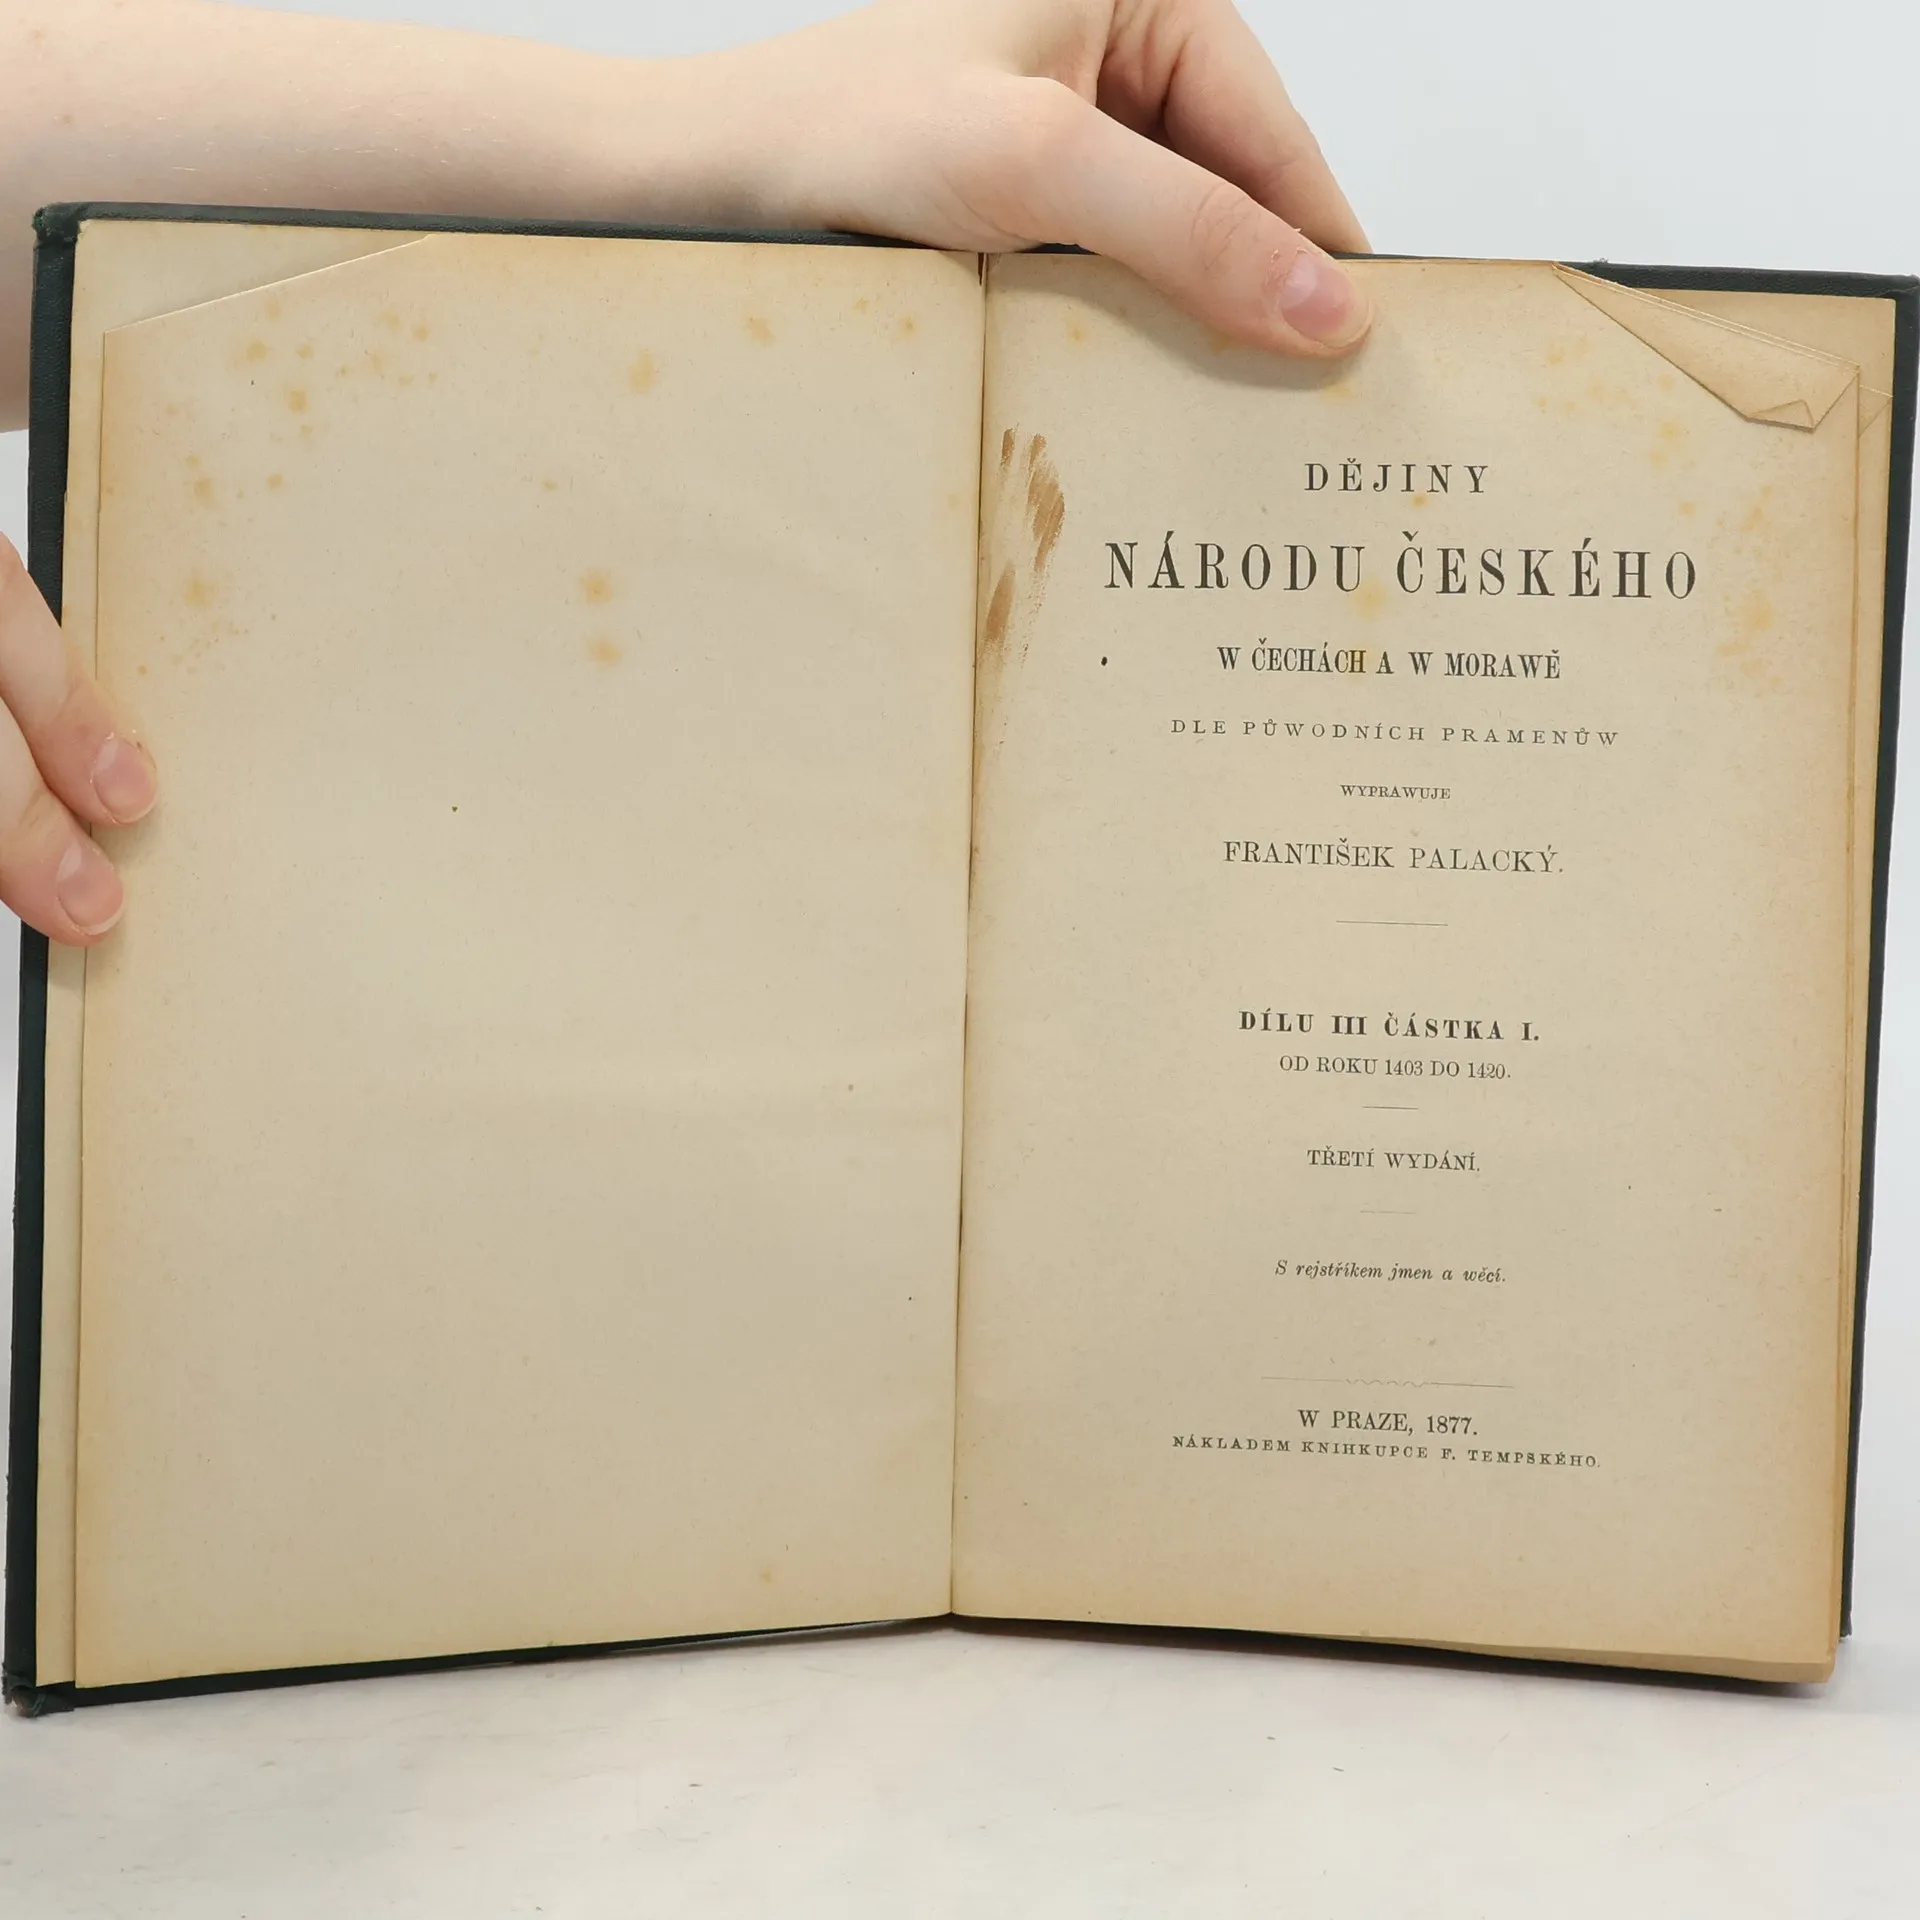 DĚJINY
NÁRODU ČESKÉHO
W ČECHÁCH A W MORAWĚ
DLE PŮWODNÍCH PRAMENŮW
WYPRAWUJE
FRANTIŠEK PALACKÝ.
DÍLU III ČÁSTKA I.
OD ROKU 1403 DO 1420.
TŘETÍ WYDÁNÍ.
S rejstříkem jmen a wěcí.
W PRAZE, 1877.
NÁKLADEM KNIHKUPCE F. TEMPSKÉHO.